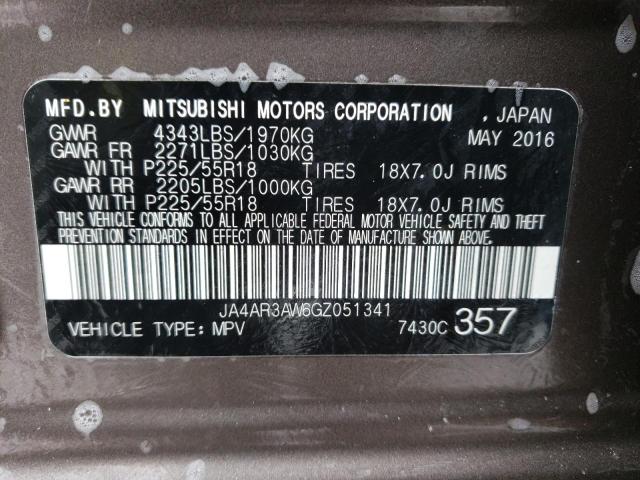 MFD.BY MITSUBISHI MOTORS CORPORATION , JAPAN
GVWR 4343LBS/1970KG MAY 2016
GAWR FR 2271LBS/1030KG
WITH P225/55R18 TIRES 18X7.0J RIMS
GAWR RR 2205LBS/1000KG
WITH P225/55R18 TIRES 18X7.0J RIMS
THIS VEHICLE CONFORMS TO ALL APPLICABLE FEDERAL MOTOR VEHICLE SAFETY AND THEFT
PREVENTION STANDARDS IN EFFECT ON THE DATE OF MANUFACTURE SHOWN ABOVE.
JA4AR3AW6GZ051341
VEHICLE TYPE: MPV 7430C 357